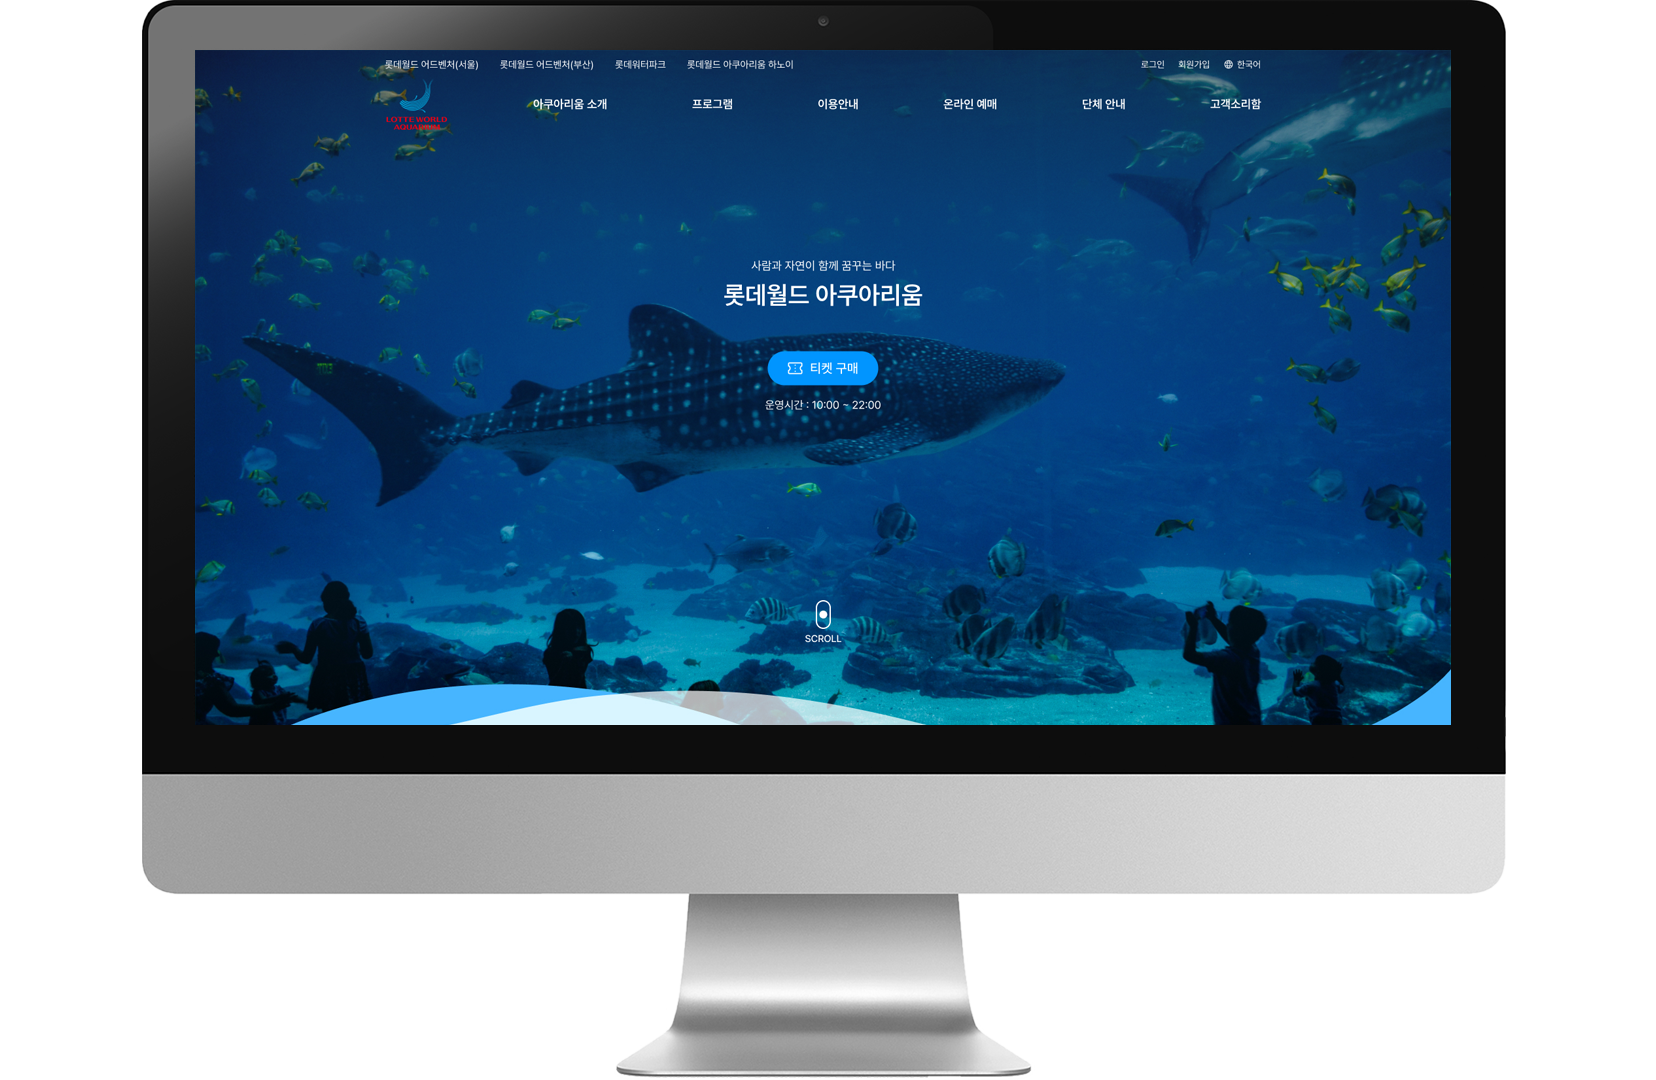 롯데월드 어드벤처(서울) 롯데월드 어드벤처(부산) 롯데워터파크 롯데월드 아쿠아리움 하노이 로그인 회원가입 한국어
LOTTE WORLD
AQUARIUM
아쿠아리움 소개 프로그램 이용안내 온라인 예매 단체 안내 고객소리함
사람과 자연이 함께 꿈꾸는 바다
롯데월드 아쿠아리움
티켓 구매
운영시간 : 10:00 ~ 22:00
SCROLL